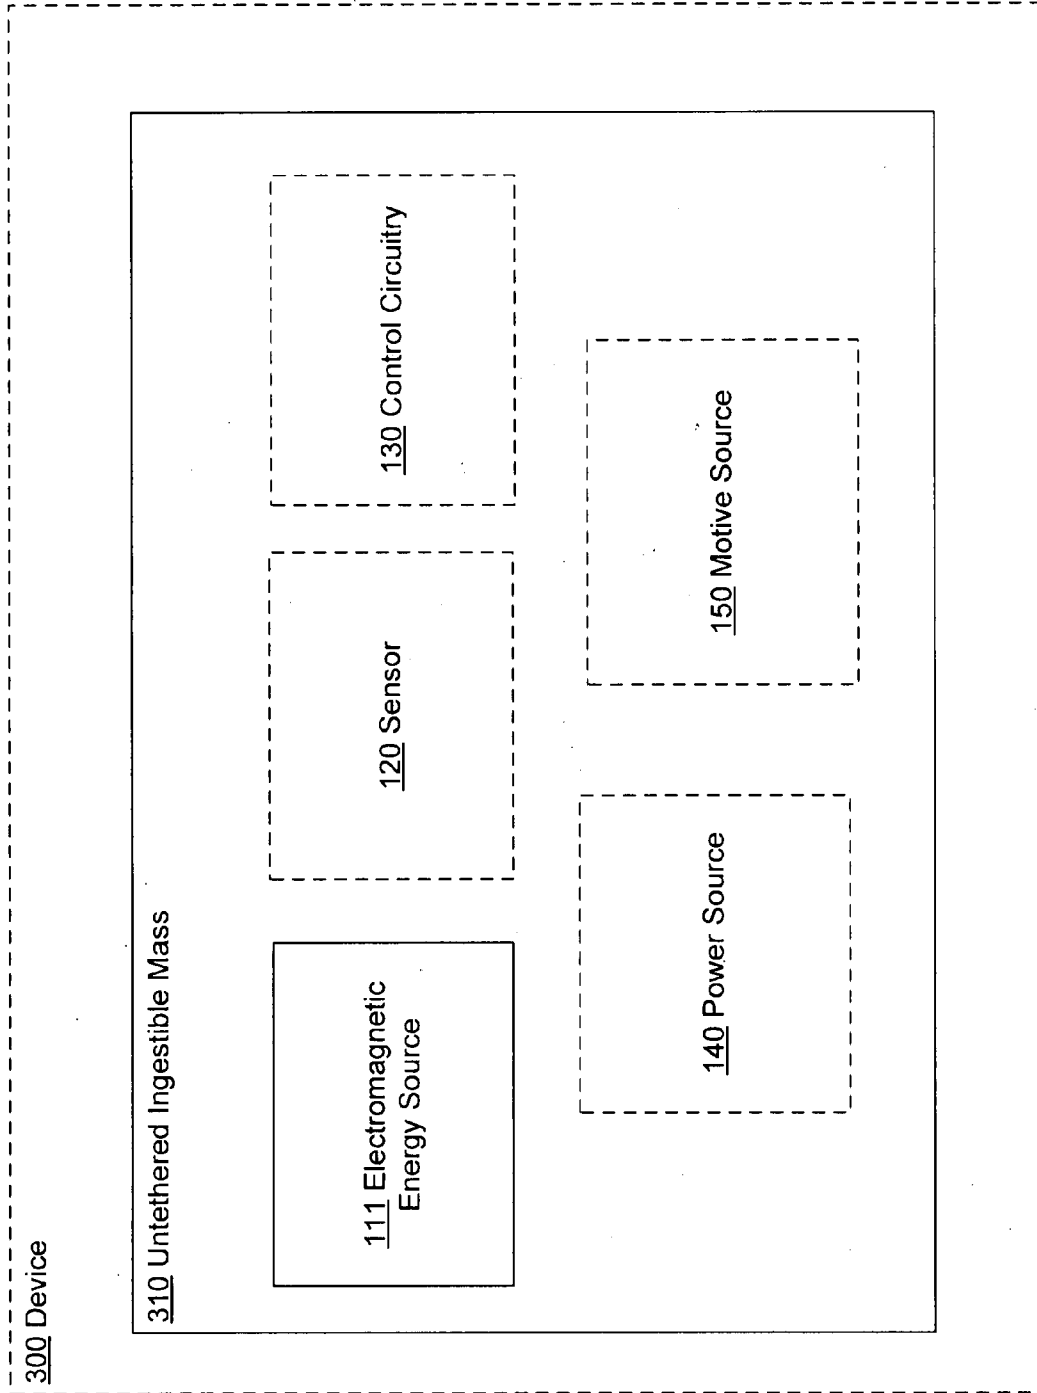 300 Device
310 Untethered Ingestible Mass
111 Electromagnetic
Energy Source
120 Sensor
130 Control Circuitry
140 Power Source
150 Motive Source